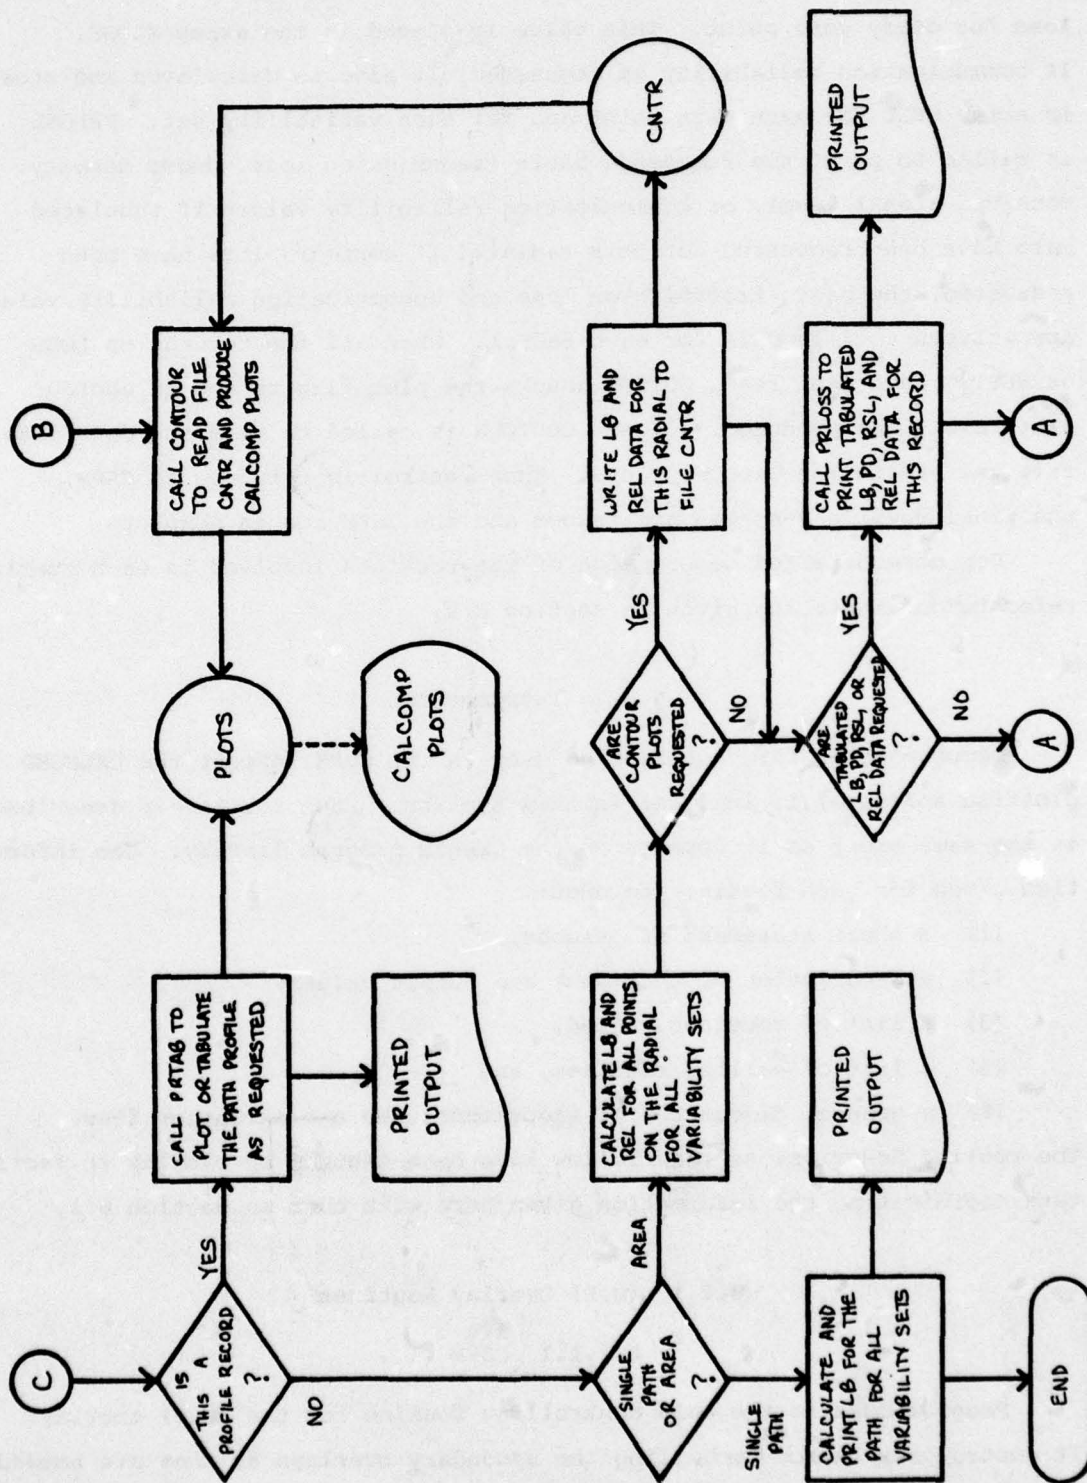 C
IS
THIS A
PROFILE RECORD
?
YES
NO
CALL PRTAB TO
PLOT OR TABULATE
THE PATH PROFILE
AS REQUESTED
PRINTED
OUTPUT
PLOTS
CALCOMP
PLOTS
B
CALL CONTOUR
TO READ FILE
CNTR AND PRODUCE
CALCOMP PLOTS
CNTR
SINGLE
PATH
OR AREA
?
AREA
SINGLE
PATH
CALCULATE LB AND
REL FOR ALL POINTS
ON THE RADIAL
FOR ALL
VARIABILITY SETS
ARE
CONTOUR
PLOTS
REQUESTED
?
YES
NO
WRITE LB AND
REL DATA FOR
THIS RADIAL TO
FILE CNTR
CALCULATE AND
PRINT LB FOR THE
PATH FOR ALL
VARIABILITY SETS
PRINTED
OUTPUT
END
ARE
TABULATED
LB, PD, RSL, OR
REL DATA REQUESTED
?
YES
NO
A
CALL PRLOSS TO
PRINT TABULATED
LB, PD, RSL, AND
REL DATA FOR
THIS RECORD
PRINTED
OUTPUT
A